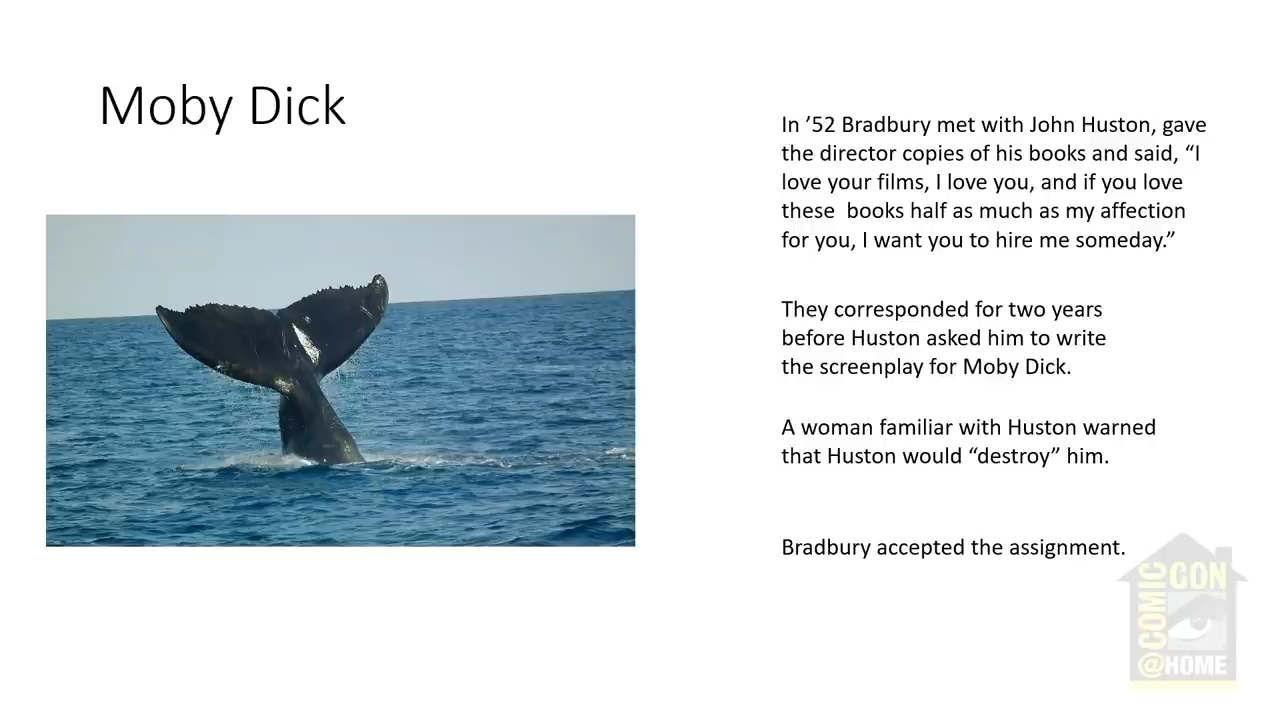 Moby Dick
In ’52 Bradbury met with John Huston, gave
the director copies of his books and said, “I
love your films, I love you, and if you love
these  books half as much as my affection
for you, I want you to hire me someday.”
They corresponded for two years
before Huston asked him to write
the screenplay for Moby Dick.
A woman familiar with Huston warned
that Huston would “destroy” him.
Bradbury accepted the assignment.
COMIC
CON
@HOME